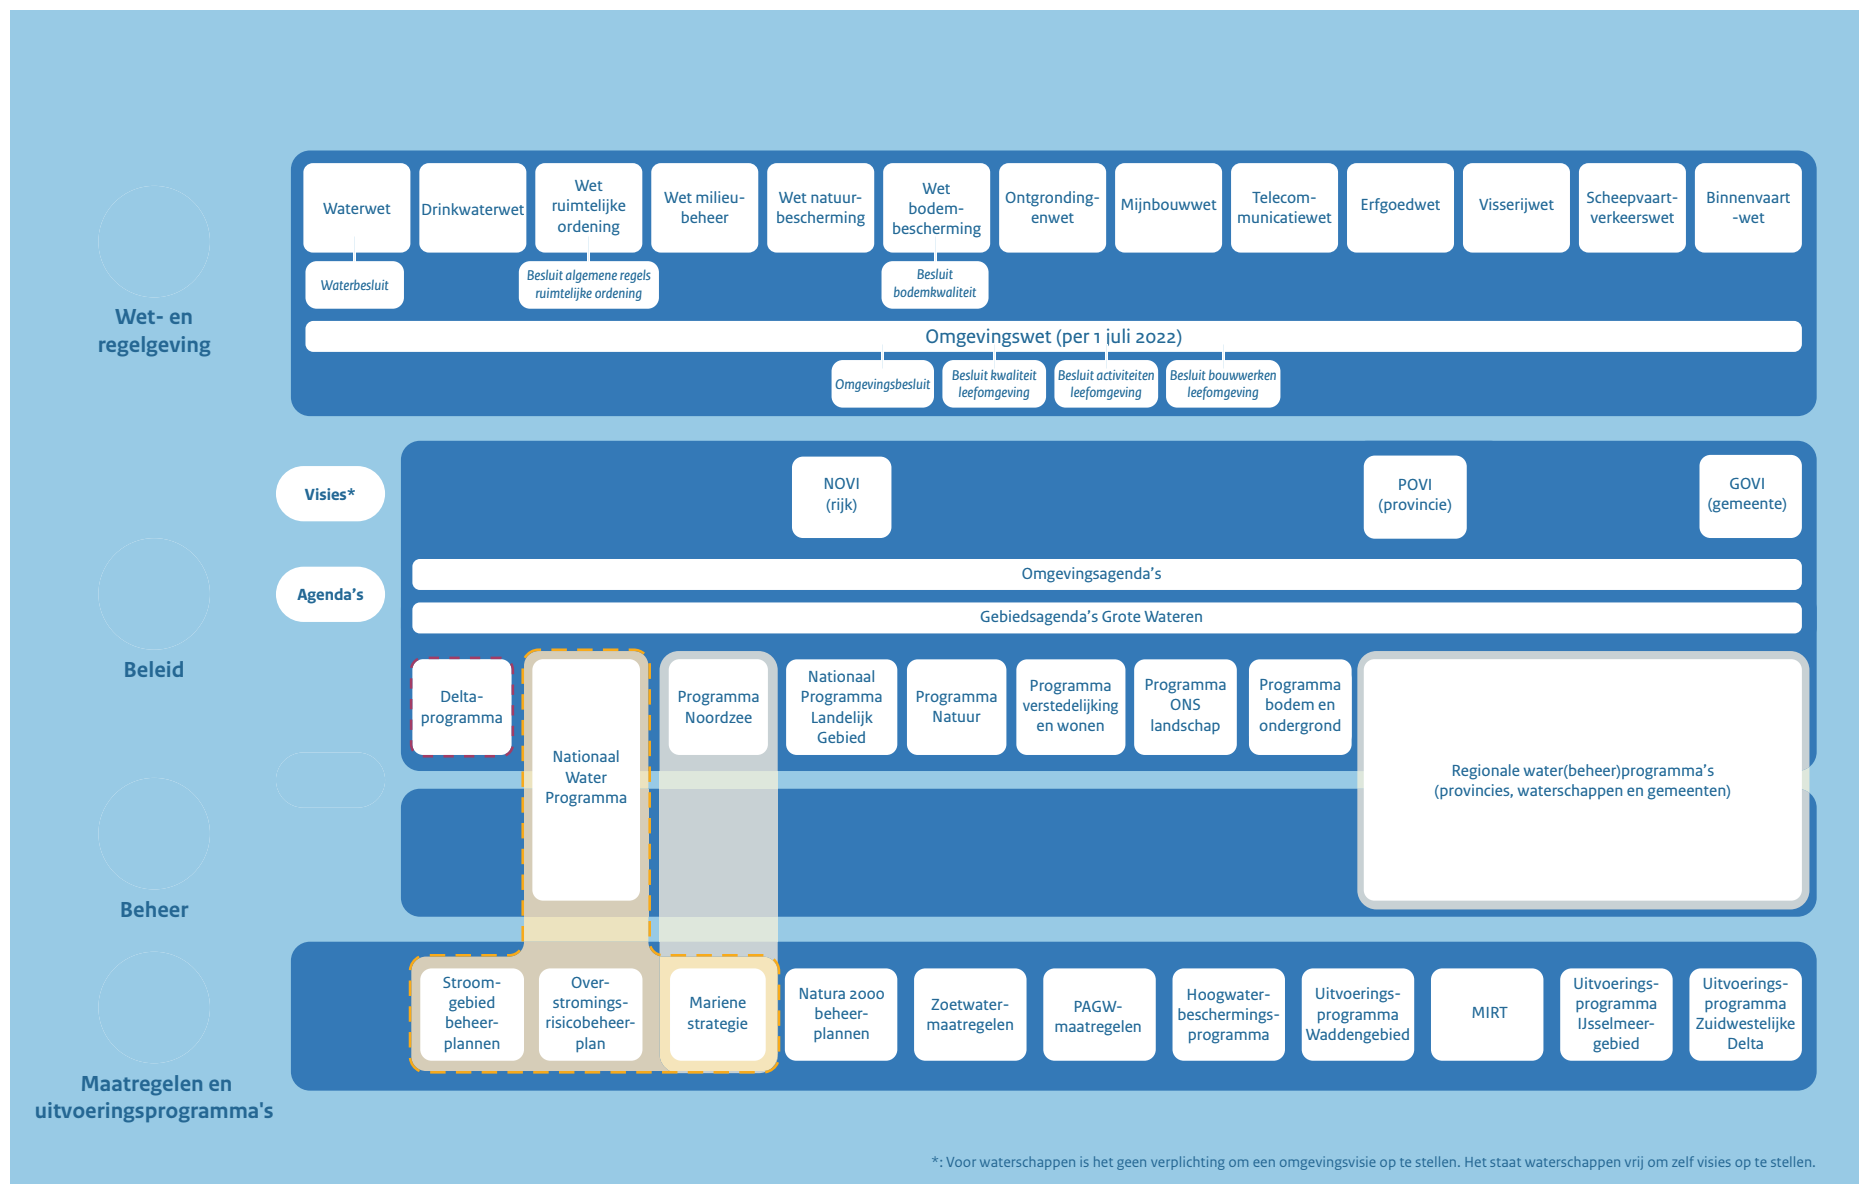 Wet- en
regelgeving
Waterwet
Drinkwaterwet
Wet
ruimtelijke
ordening
Wet milieu-
beheer
Wet natuur-
bescherming
Wet
bodem-
bescherming
Ontgronding-
enwet
Mijnbouwwet
Telecom-
municatiewet
Erfgoedwet
Visserijwet
Scheepvaart-
verkeerswet
Binnenvaart
-wet
Waterbesluit
Besluit algemene regels
ruimtelijke ordening
Besluit
bodemkwaliteit
Omgevingswet (per 1 juli 2022)
Omgevingsbesluit
Besluit kwaliteit
leefomgeving
Besluit activiteiten
leefomgeving
Besluit bouwwerken
leefomgeving
Beleid
Visies*
NOVI
(rijk)
POVI
(provincie)
GOVI
(gemeente)
Agenda's
Omgevingsagenda's
Gebiedsagenda's Grote Wateren
Delta-
programma
Nationaal
Water
Programma
Programma
Noordzee
Nationaal
Programma
Landelijk
Gebied
Programma
Natuur
Programma
verstedelijking
en wonen
Programma
ONS
landschap
Programma
bodem en
ondergrond
Regionale water(beheer)programma's
(provincies, waterschappen en gemeenten)
Beheer
Maatregelen en
uitvoeringsprogramma's
Stroom-
gebied
beheer-
plannen
Over-
stromings-
risicobeheer-
plan
Mariene
strategie
Natura 2000
beheer-
plannen
Zoetwater-
maatregelen
PAGW-
maatregelen
Hoogwater-
beschermings-
programma
Uitvoerings-
programma
Waddengebied
MIRT
Uitvoerings-
programma
IJsselmeer-
gebied
Uitvoerings-
programma
Zuidwestelijke
Delta
*: Voor waterschappen is het geen verplichting om een omgevingsvisie op te stellen. Het staat waterschappen vrij om zelf visies op te stellen.